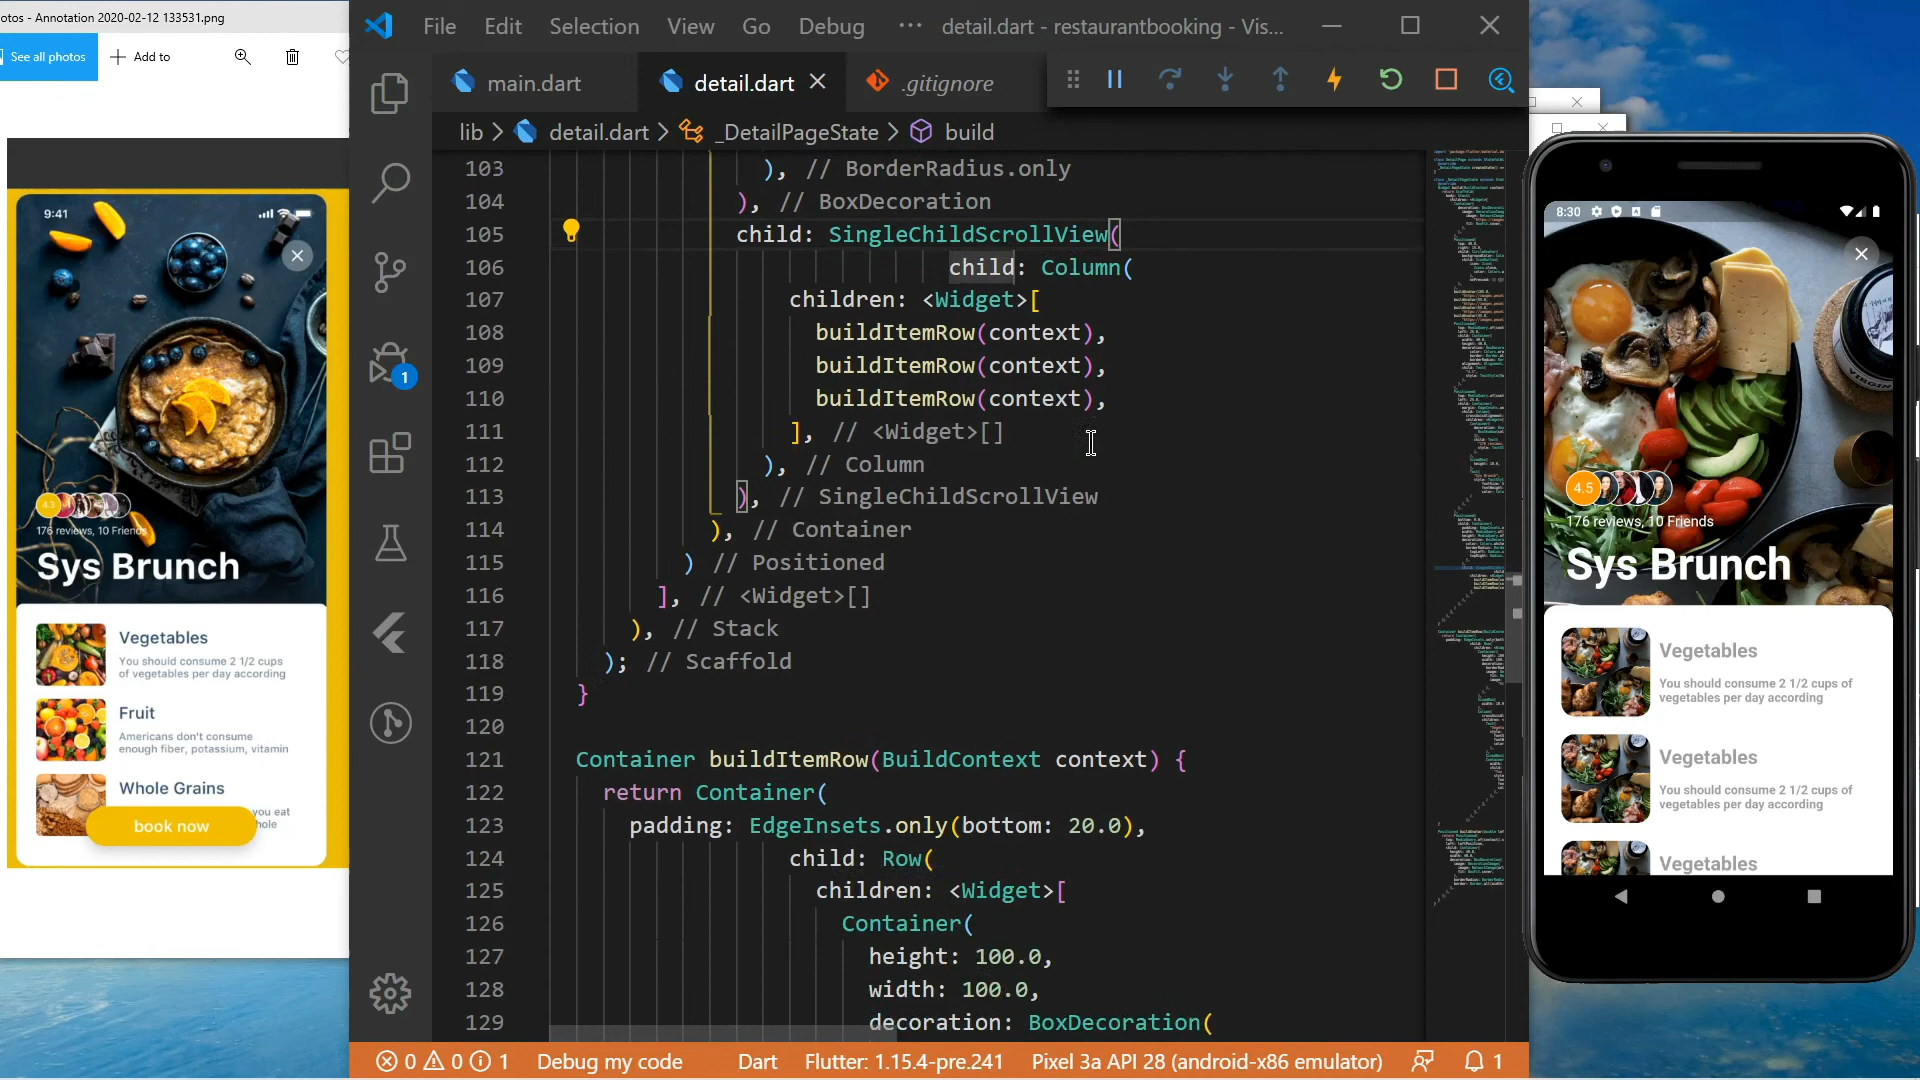 otos - Annotation 2020-02-12 133531.png
See all photos
Add to
9:41
4.3
176 reviews, 10 Friends
Sys Brunch
Vegetables
You should consume 2 1/2 cups
of vegetables per day according
Fruit
Americans don't consume
enough fiber, potassium, vitamin
Whole Grains
you eat
hole
book now
File Edit Selection View Go Debug ··· detail.dart - restaurantbooking - Vis...
main.dart
detail.dart
.gitignore
lib > detail.dart > _DetailPageState > build
1
103 ), // BorderRadius.only
104 ), // BoxDecoration
105 child: SingleChildScrollView(
106 child: Column(
107 children: <Widget>[
108 buildItemRow(context),
109 buildItemRow(context),
110 buildItemRow(context),
111 ], // <Widget>[]
112 ), // Column
113 ), // SingleChildScrollView
114 ), // Container
115 ) // Positioned
116 ], // <Widget>[]
117 ), // Stack
118 ); // Scaffold
119 }
120
121 Container buildItemRow(BuildContext context) {
122 return Container(
123 padding: EdgeInsets.only(bottom: 20.0),
124 child: Row(
125 children: <Widget>[
126 Container(
127 height: 100.0,
128 width: 100.0,
129 decoration: BoxDecoration(
0 0 1 Debug my code Dart Flutter: 1.15.4-pre.241 Pixel 3a API 28 (android-x86 emulator) 1
8:30
4.5
176 reviews, 10 Friends
Sys Brunch
Vegetables
You should consume 2 1/2 cups of
vegetables per day according
Vegetables
You should consume 2 1/2 cups of
vegetables per day according
Vegetables